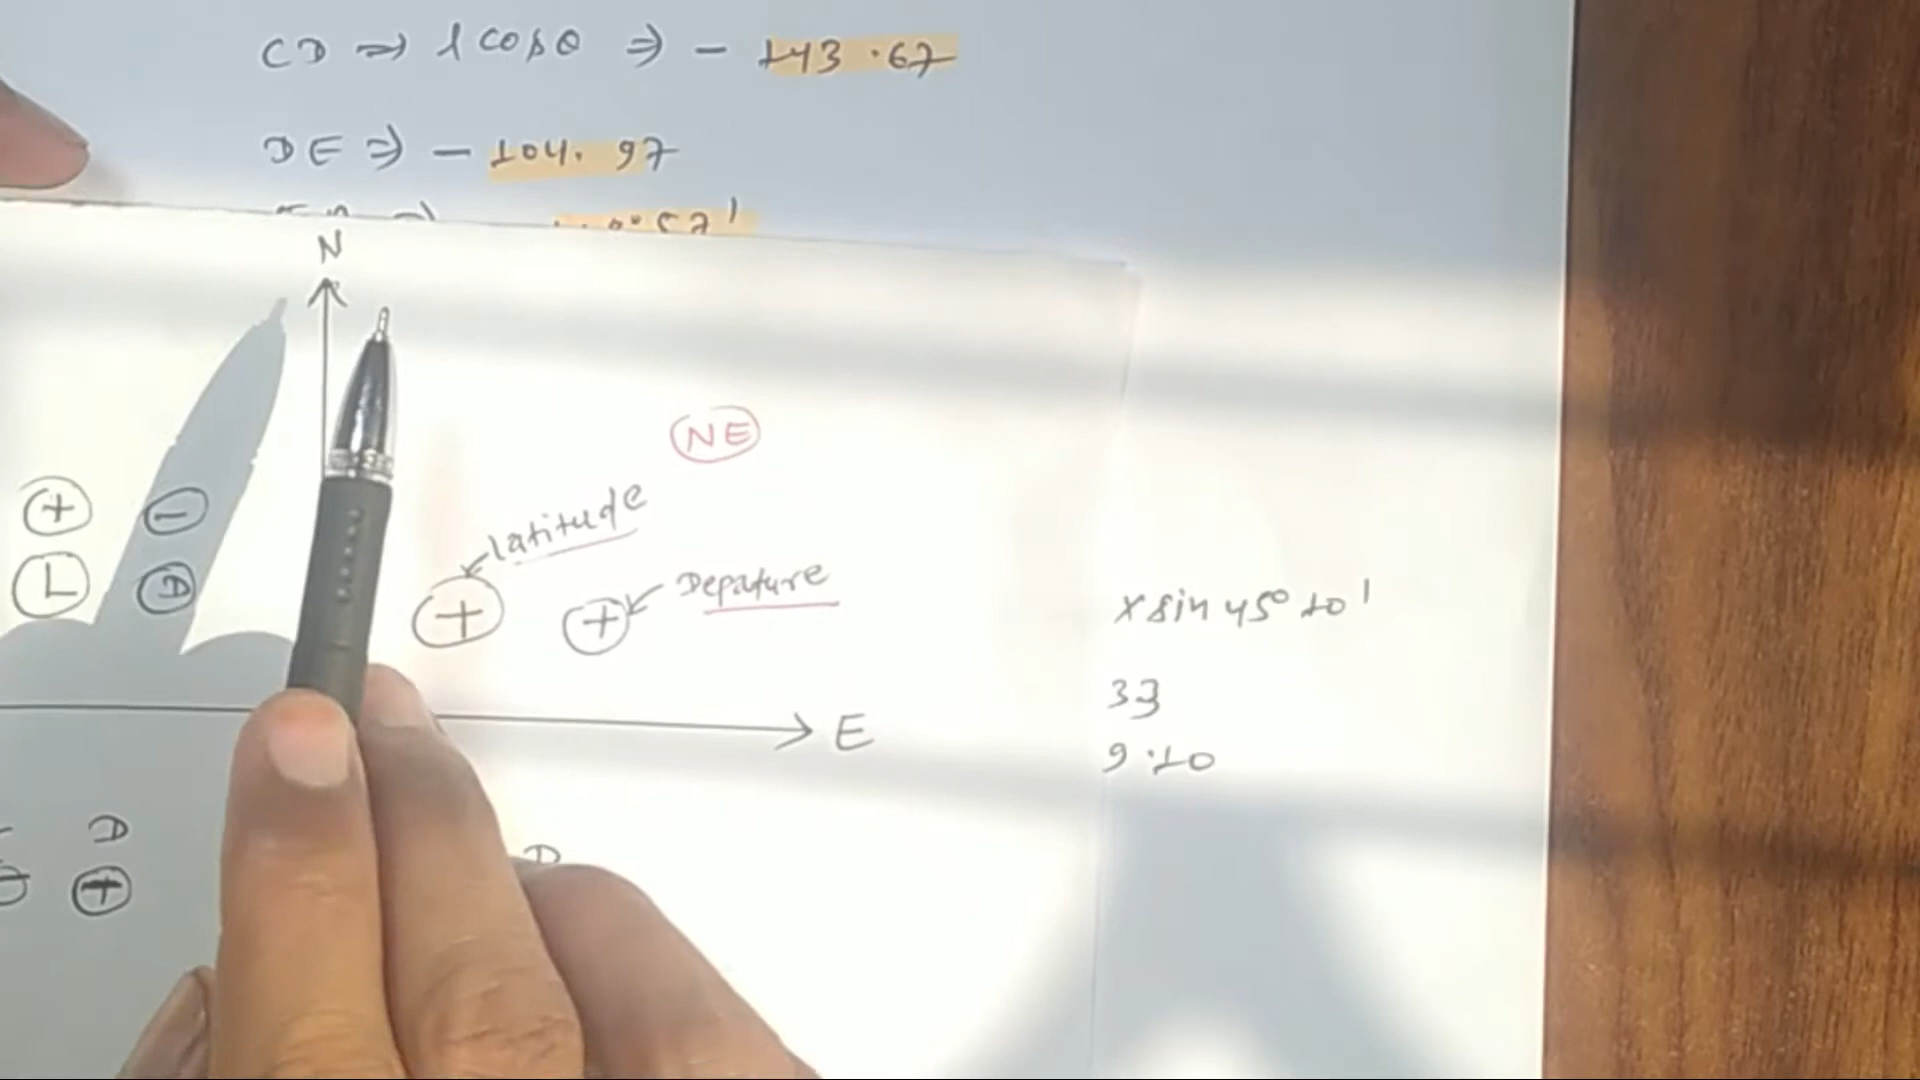 CD ⇒ l cosθ ⇒ - 143.67
DE ⇒ - 104.97
N
NE
+ -
latitude
L D
+ + Depature
x sin 45° 10'
33
E
9.10
D
D
+